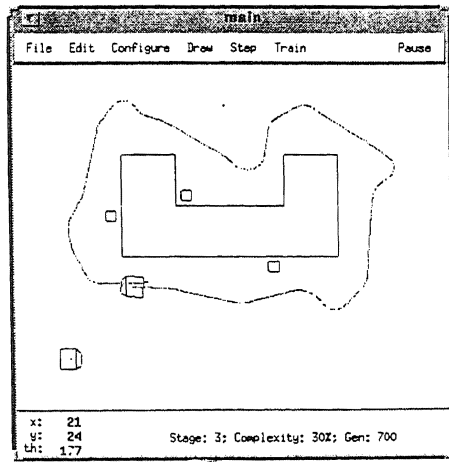 main
File Edit Configure Draw Step Train Pause
x: 21
y: 24
th: 177
Stage: 3; Complexity: 30%; Gen: 700